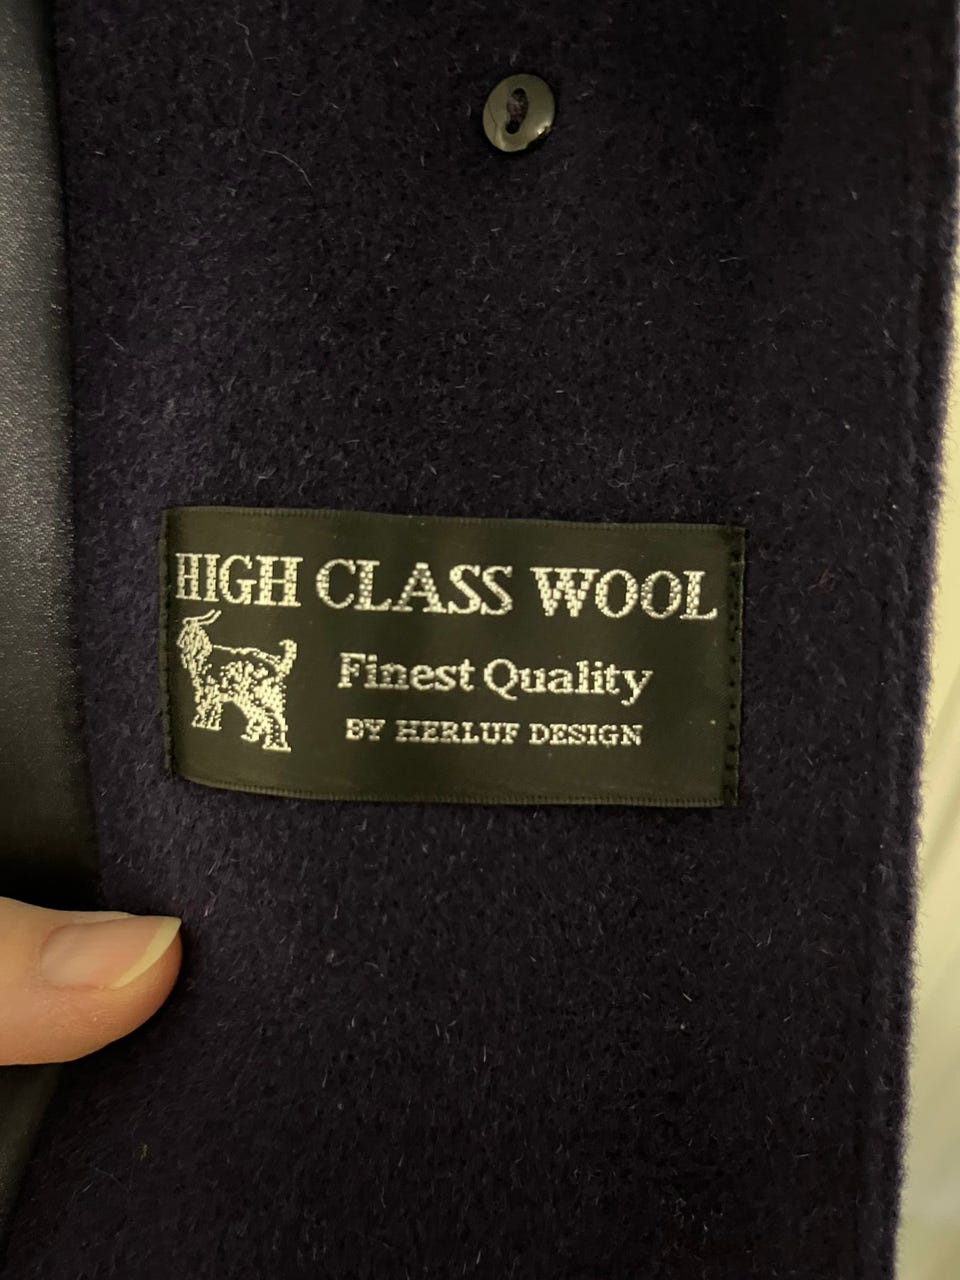 HIGH CLASS WOOL
Finest Quality
BY HERLUF DESIGN